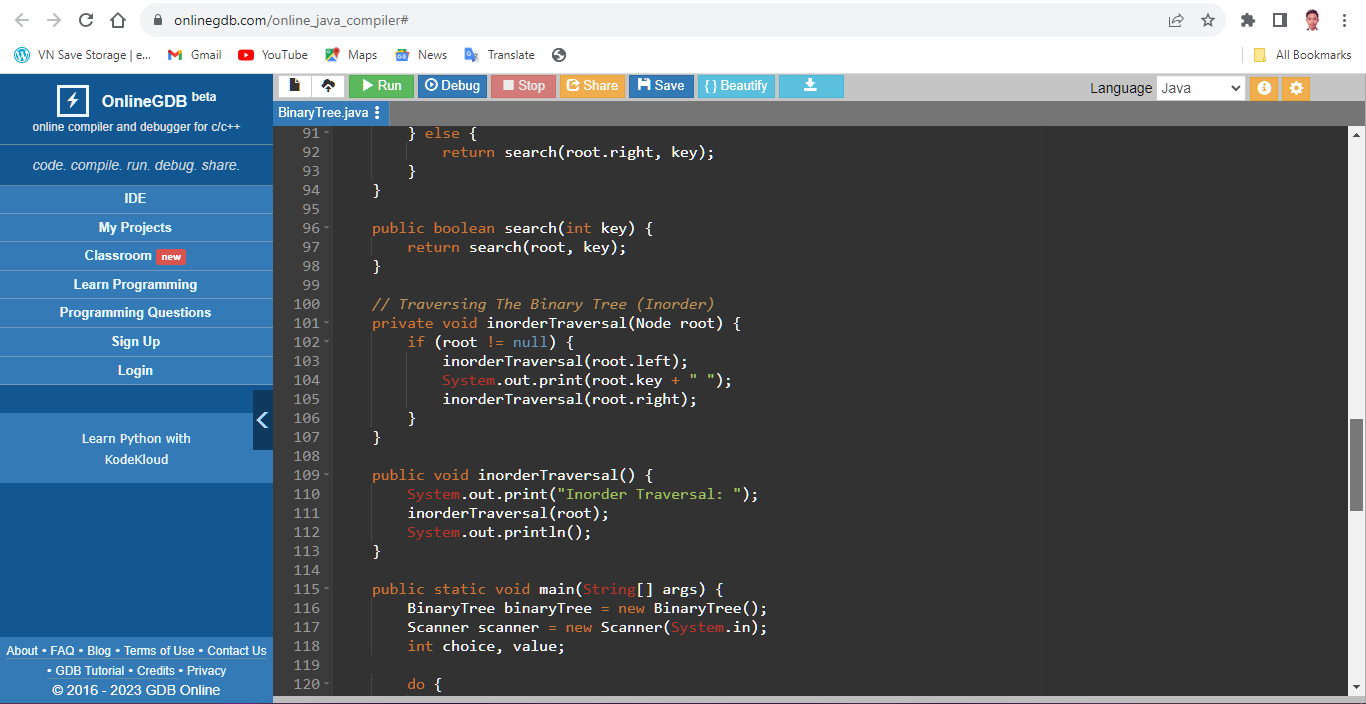 onlinegdb.com/online_java_compiler#
VN Save Storage | e... Gmail YouTube Maps News Translate All Bookmarks
OnlineGDB beta
online compiler and debugger for c/c++
code. compile. run. debug. share.
IDE
My Projects
Classroom new
Learn Programming
Programming Questions
Sign Up
Login
Learn Python with
KodeKloud
About • FAQ • Blog • Terms of Use • Contact Us
• GDB Tutorial • Credits • Privacy
© 2016 - 2023 GDB Online
Run Debug Stop Share Save { } Beautify Language Java
BinaryTree.java
91         } else {
92             return search(root.right, key);
93         }
94     }
95
96     public boolean search(int key) {
97         return search(root, key);
98     }
99
100     // Traversing The Binary Tree (Inorder)
101     private void inorderTraversal(Node root) {
102         if (root != null) {
103             inorderTraversal(root.left);
104             System.out.print(root.key + " ");
105             inorderTraversal(root.right);
106         }
107     }
108
109     public void inorderTraversal() {
110         System.out.print("Inorder Traversal: ");
111         inorderTraversal(root);
112         System.out.println();
113     }
114
115     public static void main(String[] args) {
116         BinaryTree binaryTree = new BinaryTree();
117         Scanner scanner = new Scanner(System.in);
118         int choice, value;
119
120         do {